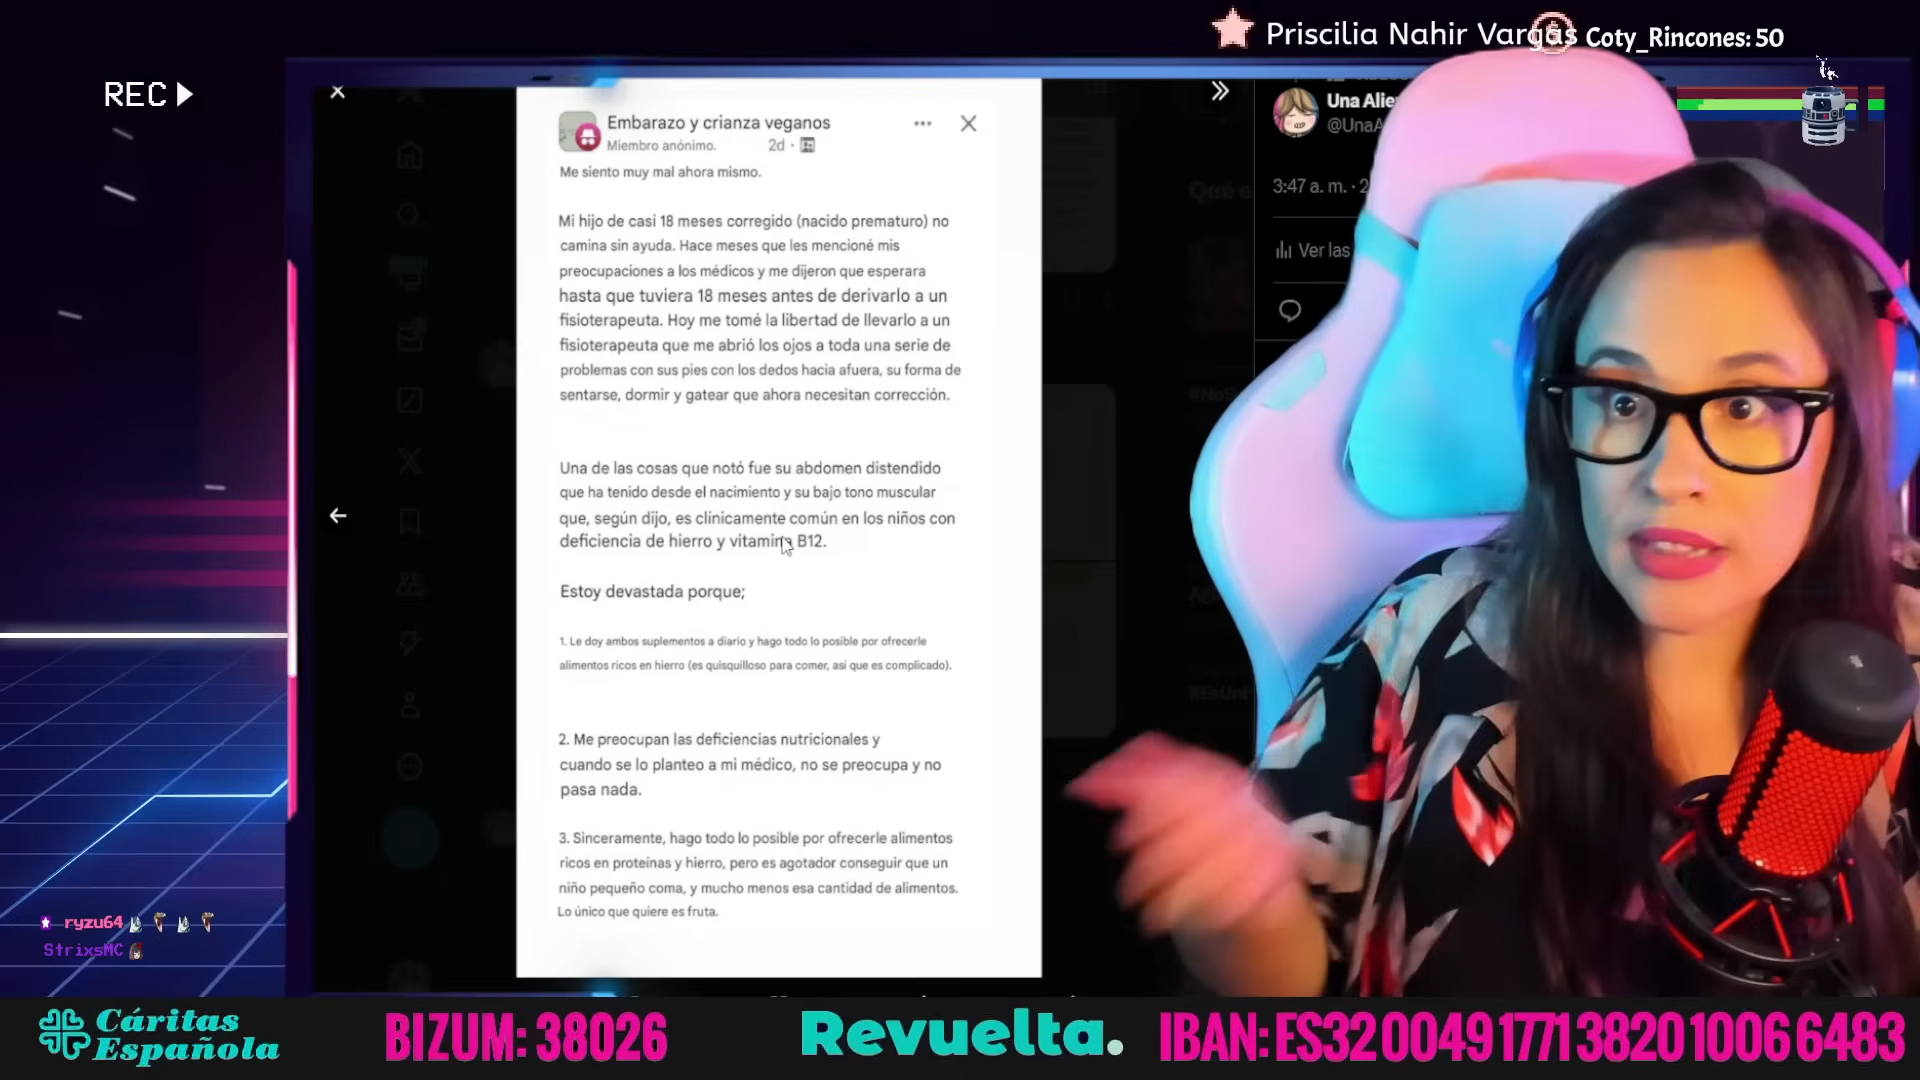 Priscilia Nahir Vargas
Coty_Rincones: 50
REC
Embarazo y crianza veganos
Miembro anónimo. 2d ·
Me siento muy mal ahora mismo.
Mi hijo de casi 18 meses corregido (nacido prematuro) no
camina sin ayuda. Hace meses que les mencioné mis
preocupaciones a los médicos y me dijeron que esperara
hasta que tuviera 18 meses antes de derivarlo a un
fisioterapeuta. Hoy me tomé la libertad de llevarlo a un
fisioterapeuta que me abrió los ojos a toda una serie de
problemas con sus pies con los dedos hacia afuera, su forma de
sentarse, dormir y gatear que ahora necesitan corrección.
Una de las cosas que notó fue su abdomen distendido
que ha tenido desde el nacimiento y su bajo tono muscular
que, según dijo, es clínicamente común en los niños con
deficiencia de hierro y vitamina B12.
Estoy devastada porque;
1. Le doy ambos suplementos a diario y hago todo lo posible por ofrecerle
alimentos ricos en hierro (es quisquilloso para comer, así que es complicado).
2. Me preocupan las deficiencias nutricionales y
cuando se lo planteo a mi médico, no se preocupa y no
pasa nada.
3. Sinceramente, hago todo lo posible por ofrecerle alimentos
ricos en proteínas y hierro, pero es agotador conseguir que un
niño pequeño coma, y mucho menos esa cantidad de alimentos.
Lo único que quiere es fruta.
Una Alie
@UnaA
3:47 a. m. · 2
Ver las
ryzu64
StrixsMC
Cáritas
Española
BIZUM: 38026
Revuelta.
IBAN: ES32 0049 1771 3820 1006 6483